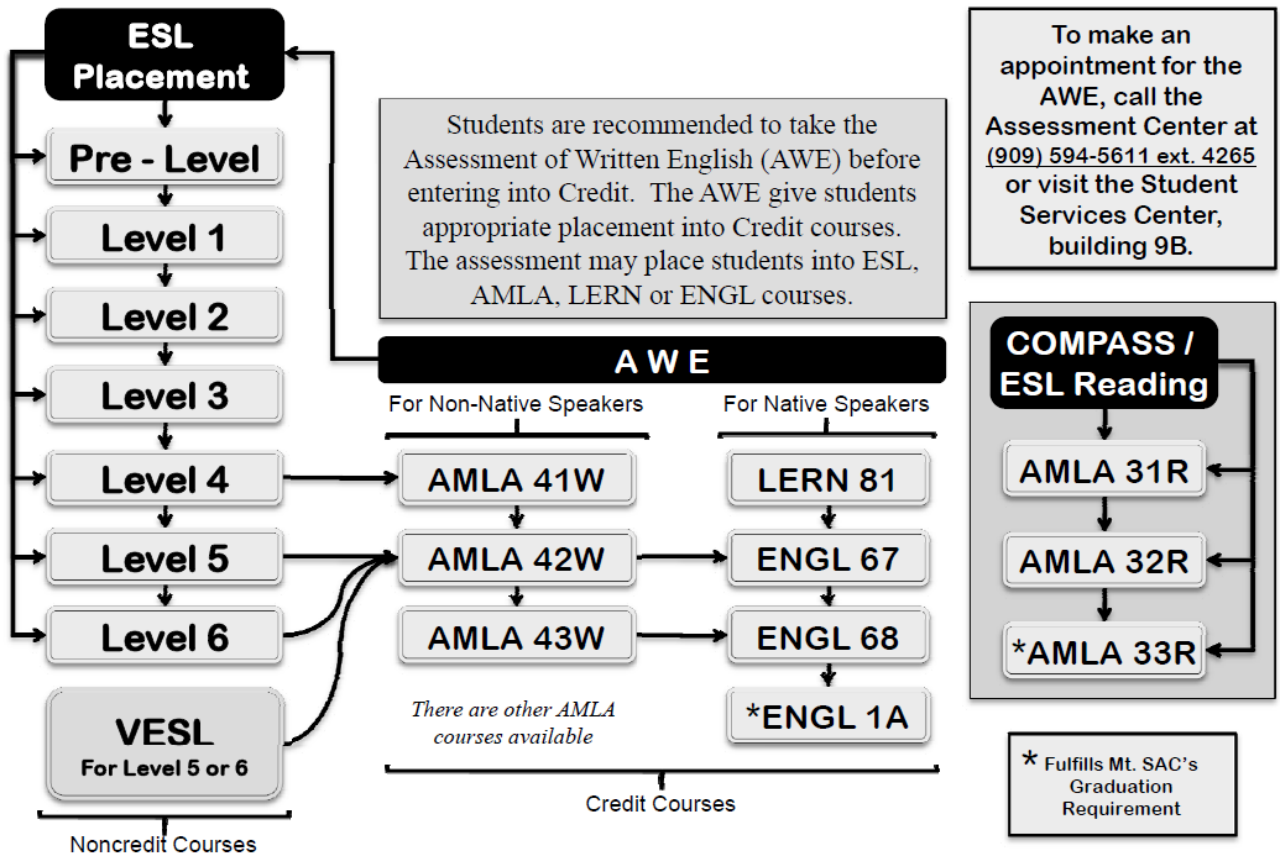 ESL
Placement
Pre - Level
Level 1
Level 2
Level 3
Level 4
Level 5
Level 6
VESL
For Level 5 or 6
Noncredit Courses
Students are recommended to take the
Assessment of Written English (AWE) before
entering into Credit. The AWE give students
appropriate placement into Credit courses.
The assessment may place students into ESL,
AMLA, LERN or ENGL courses.
A W E
For Non-Native Speakers
AMLA 41W
AMLA 42W
AMLA 43W
There are other AMLA
courses available
For Native Speakers
LERN 81
ENGL 67
ENGL 68
*ENGL 1A
Credit Courses
To make an
appointment for the
AWE, call the
Assessment Center at
(909) 594-5611 ext. 4265
or visit the Student
Services Center,
building 9B.
COMPASS /
ESL Reading
AMLA 31R
AMLA 32R
*AMLA 33R
* Fulfills Mt. SAC's
Graduation
Requirement